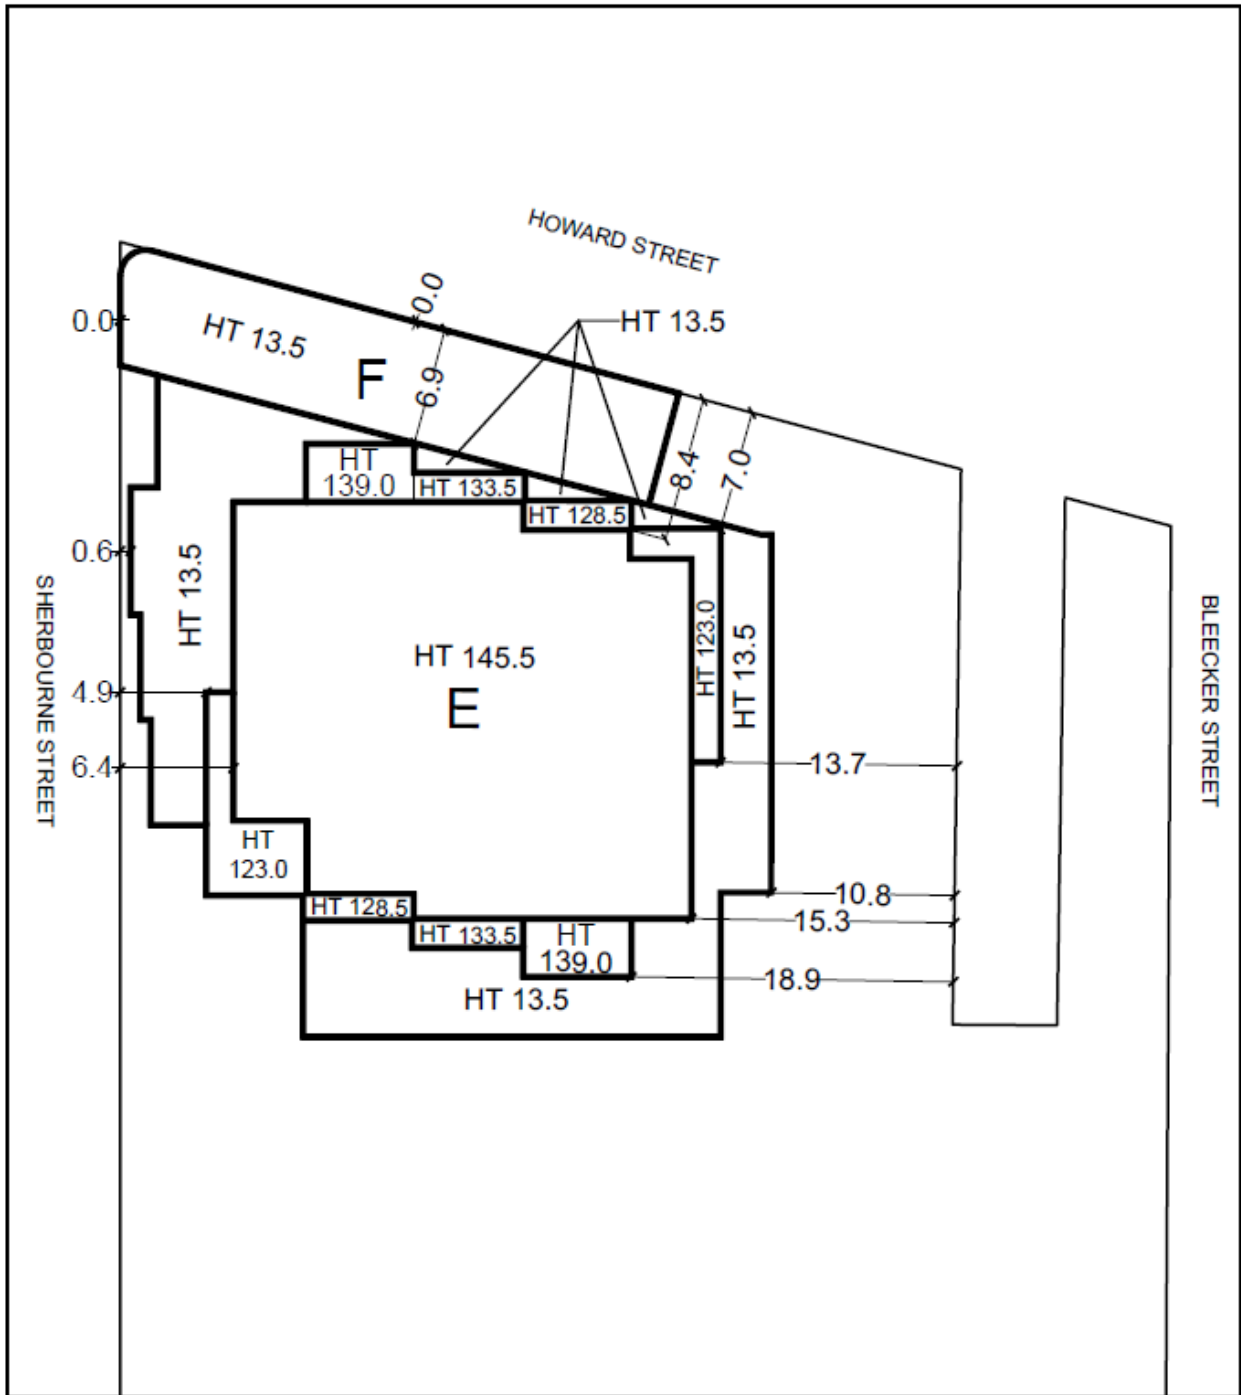 HOWARD STREET
0.0
0.0
HT 13.5
HT 13.5
F
6.9
8.4
7.0
HT
139.0
HT 133.5
HT 128.5
0.6
HT 13.5
SHERBOURNE STREET
BLEECKER STREET
HT 123.0
HT 13.5
HT 145.5
E
4.9
6.4
13.7
HT
123.0
10.8
HT 128.5
15.3
HT 133.5
HT
139.0
18.9
HT 13.5